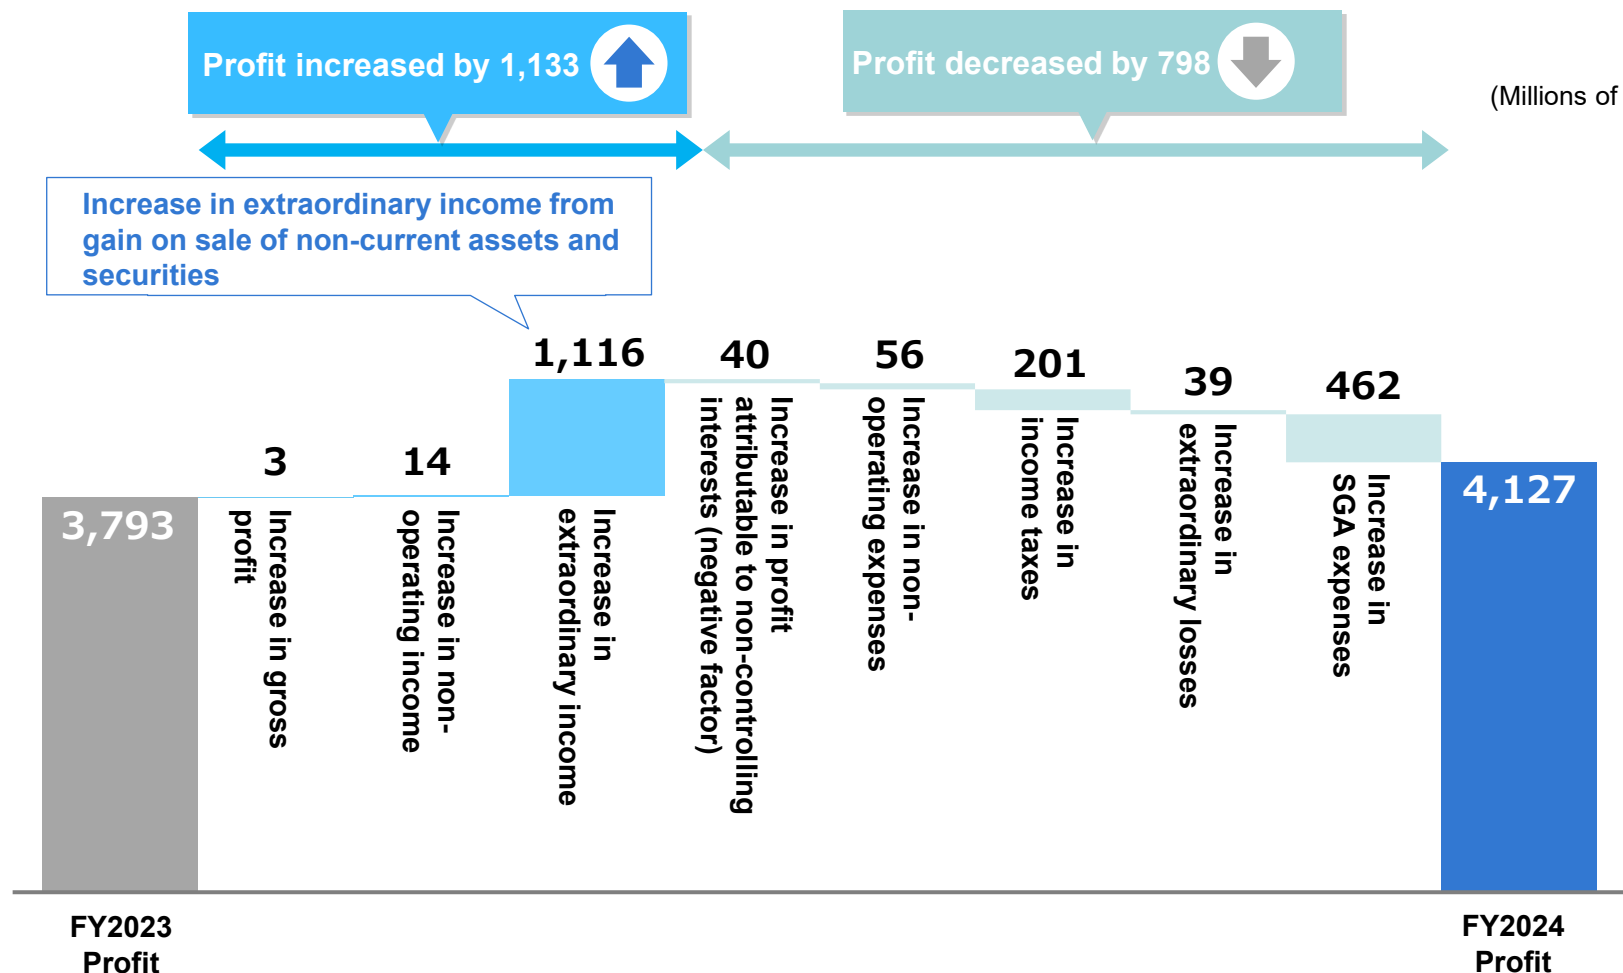 Profit increased by 1,133
Profit decreased by 798
(Millions of
Increase in extraordinary income from
gain on sale of non-current assets and
securities
3,793
3
Increase in gross
profit
14
Increase in non-
operating income
1,116
Increase in
extraordinary income
40
Increase in profit
attributable to non-controlling
interests (negative factor)
56
Increase in non-
operating expenses
201
Increase in
income taxes
39
Increase in
extraordinary losses
462
Increase in
SGA expenses
4,127
FY2023
Profit
FY2024
Profit